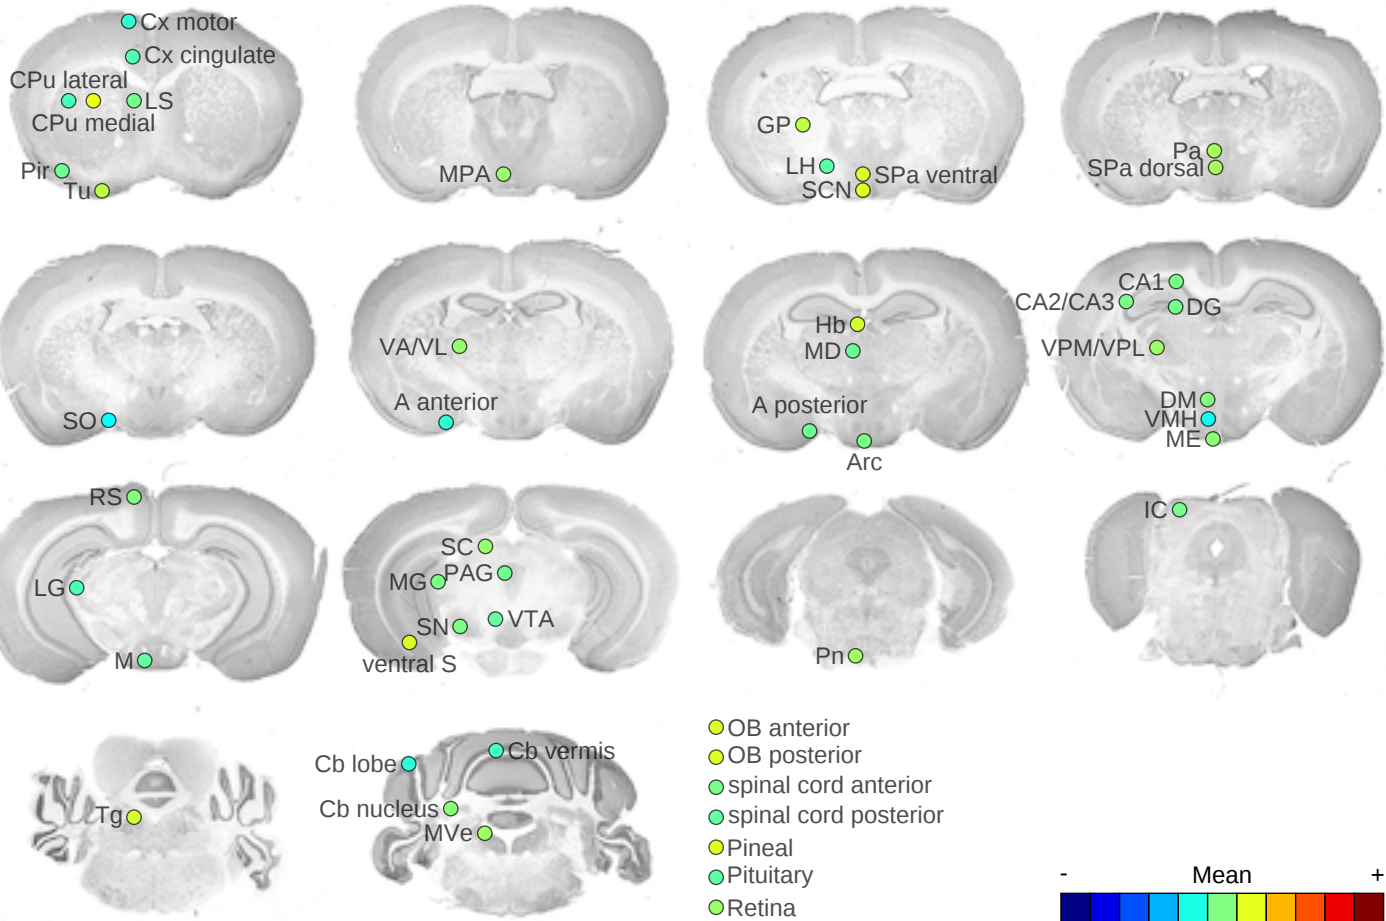 Cx motor
Cx cingulate
CPu lateral
LS
CPu medial
Pir
Tu
MPA
GP
LH
SPa ventral
SCN
Pa
SPa dorsal
SO
VA/VL
A anterior
Hb
MD
A posterior
Arc
CA1
CA2/CA3
DG
VPM/VPL
DM
VMH
ME
RS
LG
M
SC
MG
PAG
SN
VTA
ventral S
Pn
IC
Tg
Cb lobe
Cb vermis
Cb nucleus
MVe
OB anterior
OB posterior
spinal cord anterior
spinal cord posterior
Pineal
Pituitary
Retina
- Mean +